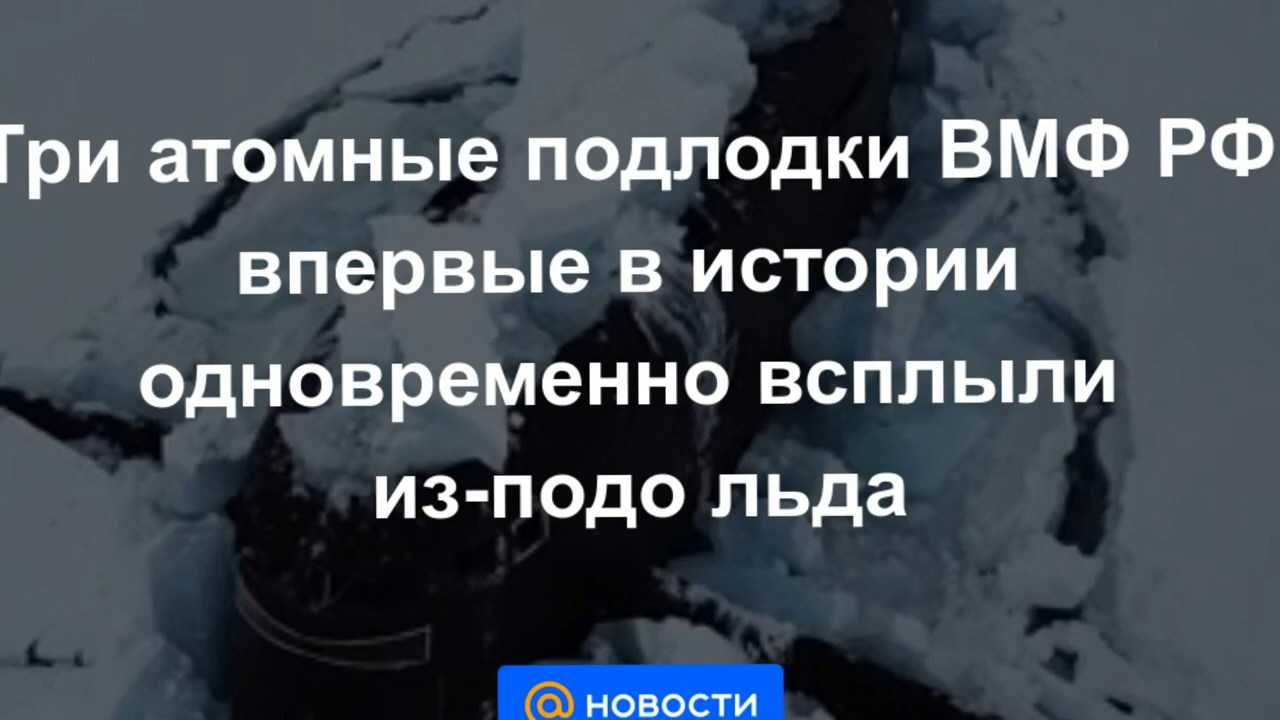 Три атомные подлодки ВМФ РФ
впервые в истории
одновременно всплыли
из-подо льда
@ НОВОСТИ